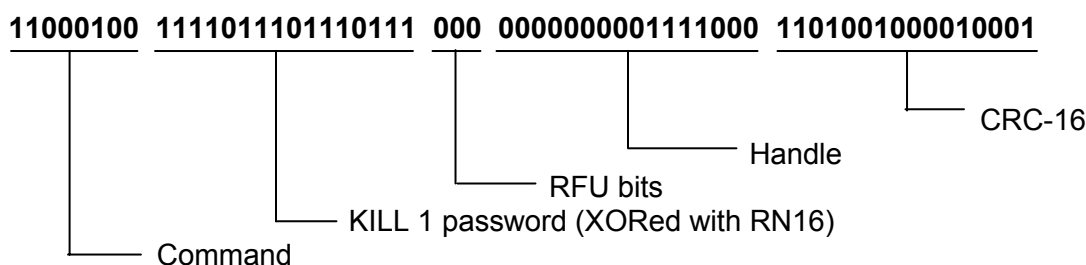 11000100 1111011101110111 000 0000000001111000 1101001000010001
CRC-16
Handle
RFU bits
KILL 1 password (XORed with RN16)
Command